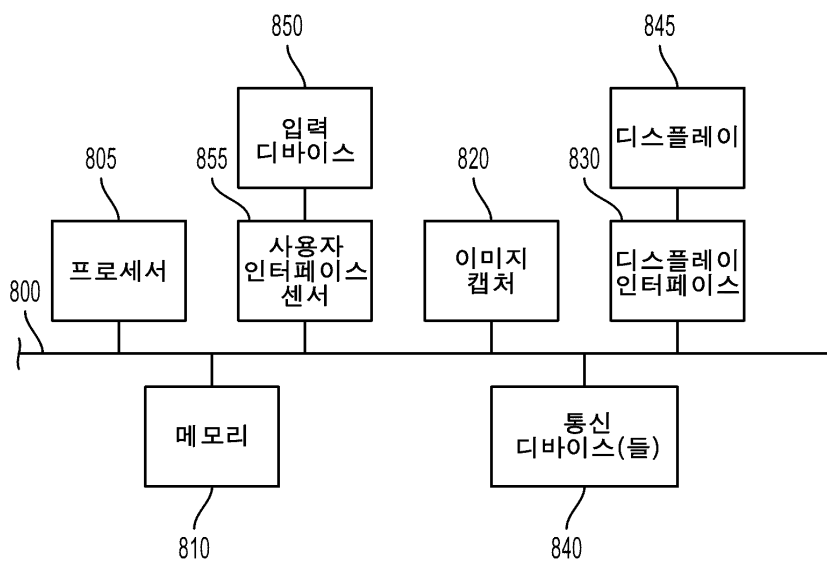 850
845
입력
디바이스
디스플레이
805
855
820
830
프로세서
사용자
인터페이스
센서
이미지
캡처
디스플레이
인터페이스
800
메모리
통신
디바이스(들)
810
840